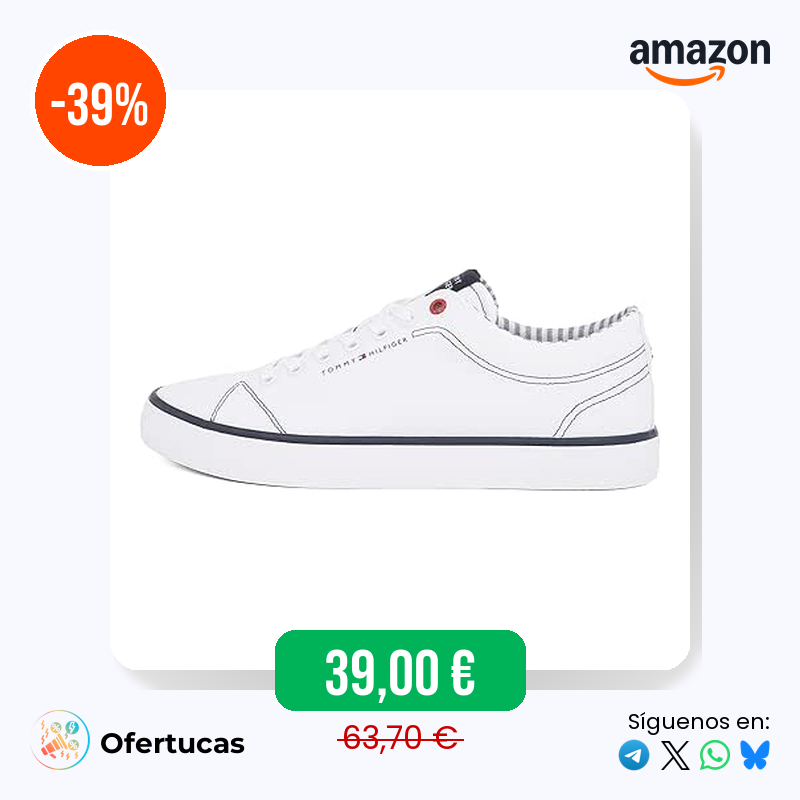 -39%
amazon
TOMMY HILFIGER
39,00 €
63,70 €
Ofertucas
Síguenos en: